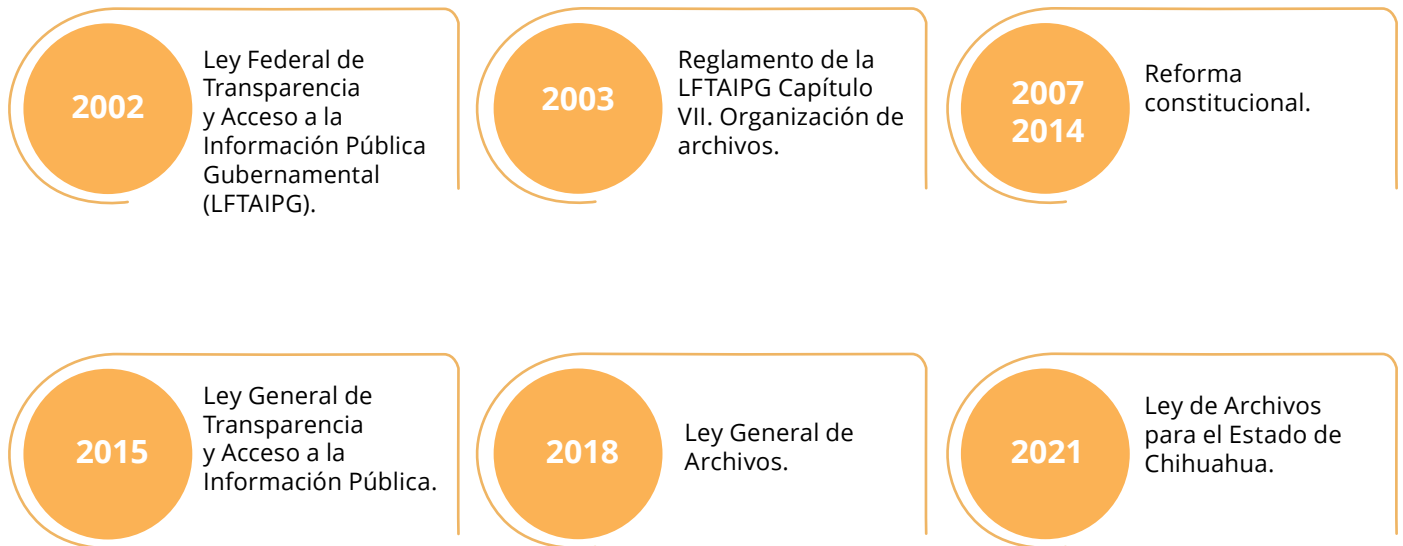 2002
Ley Federal de
Transparencia
y Acceso a la
Información Pública
Gubernamental
(LFTAIPG).
2003
Reglamento de la
LFTAIPG Capítulo
VII. Organización de
archivos.
2007
2014
Reforma
constitucional.
2015
Ley General de
Transparencia
y Acceso a la
Información Pública.
2018
Ley General de
Archivos.
2021
Ley de Archivos
para el Estado de
Chihuahua.